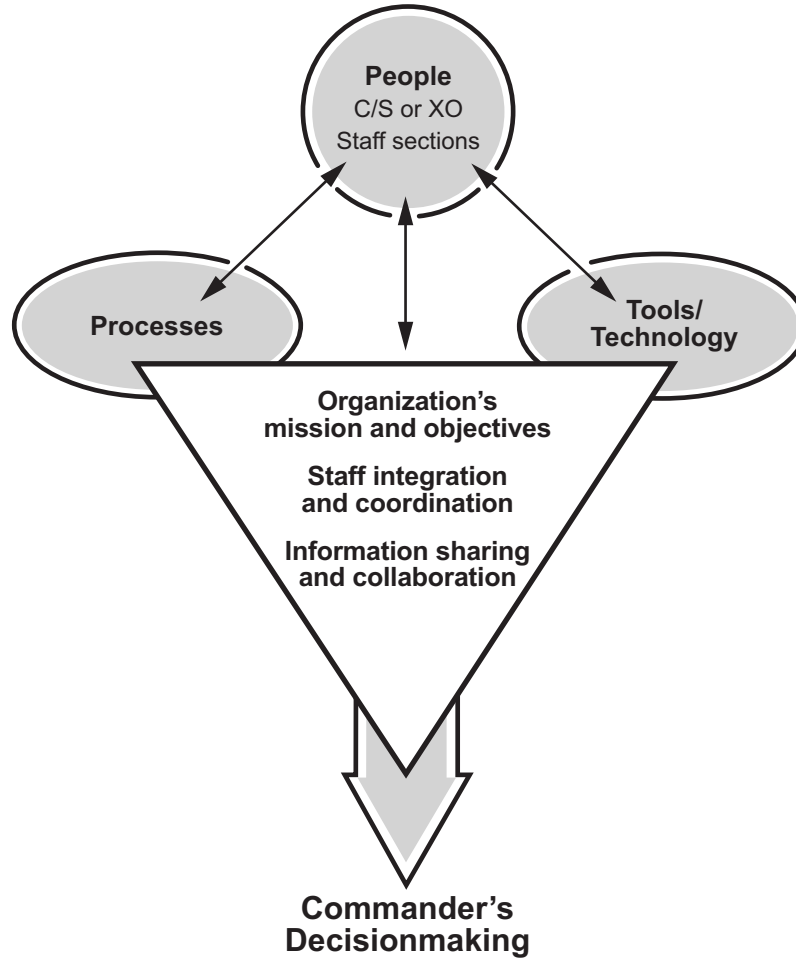 People
C/S or XO
Staff sections
Processes
Tools/
Technology
Organization's
mission and objectives
Staff integration
and coordination
Information sharing
and collaboration
Commander's
Decisionmaking